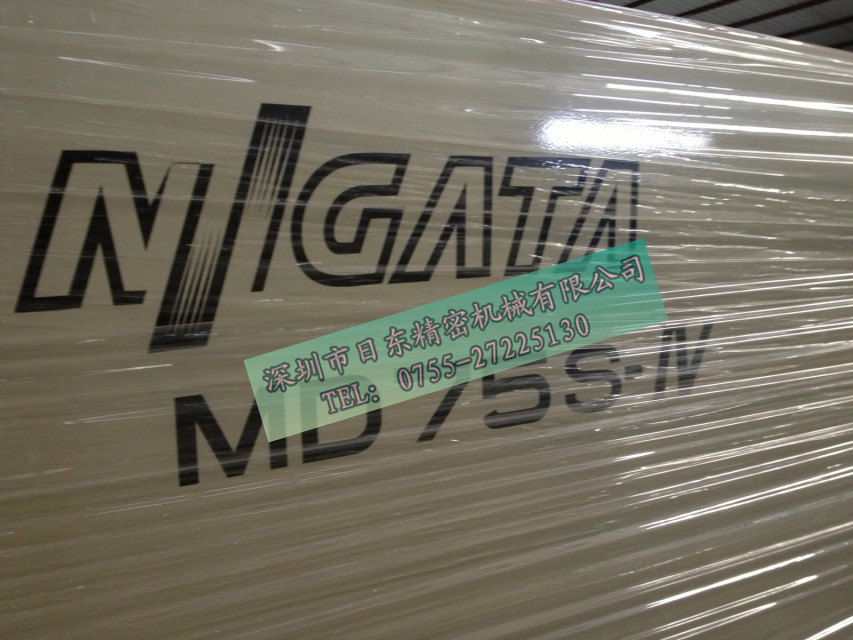 NIIGATA
深圳市日东精密机械有限公司
TEL: 0755-27225130
MD75S-IV